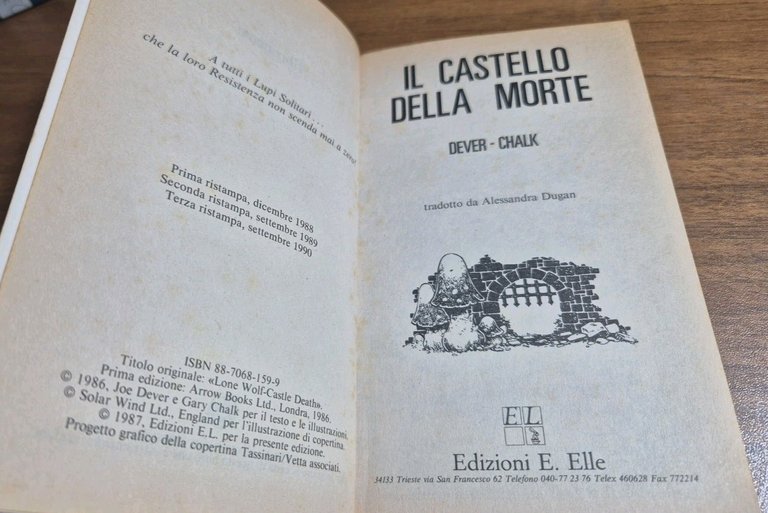 A tutti i Lupi Solitari . . .
che la loro Resistenza non scenda mai a zero!
Prima ristampa, dicembre 1988
Seconda ristampa, settembre 1989
Terza ristampa, settembre 1990
ISBN 88-7068-159-9
Titolo originale: «Lone Wolf-Castle Death»
Prima edizione: Arrow Books Ltd., Londra, 1986.
© 1986, Joe Dever e Gary Chalk per il testo e le illustrazioni.
© Solar Wind Ltd., England per l'illustrazione di copertina.
© 1987, Edizioni E.L. per la presente edizione.
Progetto grafico della copertina Tassinari/Vetta associati.
IL CASTELLO
DELLA MORTE
DEVER - CHALK
tradotto da Alessandra Dugan
E L
Edizioni E. Elle
34133 Trieste via San Francesco 62 Telefono 040-77 23 76 Telex 460628 Fax 772214